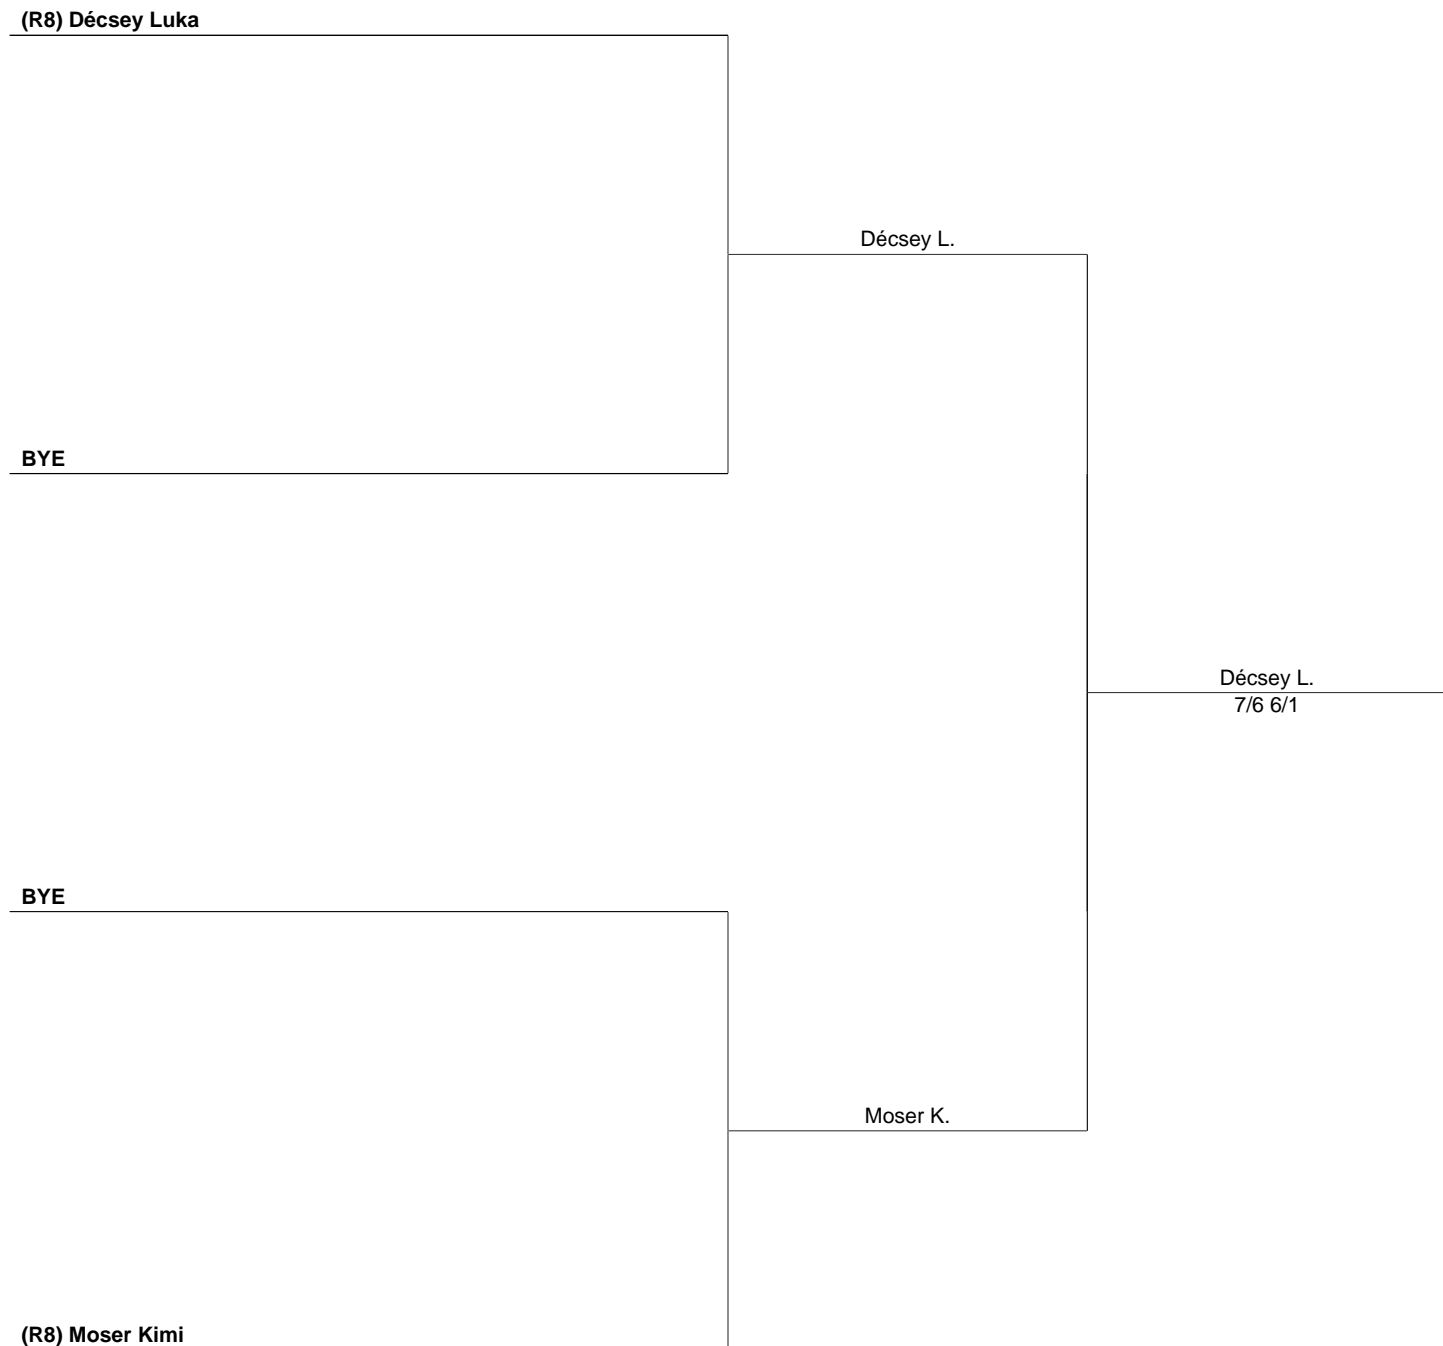 (R8) Décsey Luka
Décsey L.
BYE
Décsey L.
7/6 6/1
BYE
Moser K.
(R8) Moser Kimi